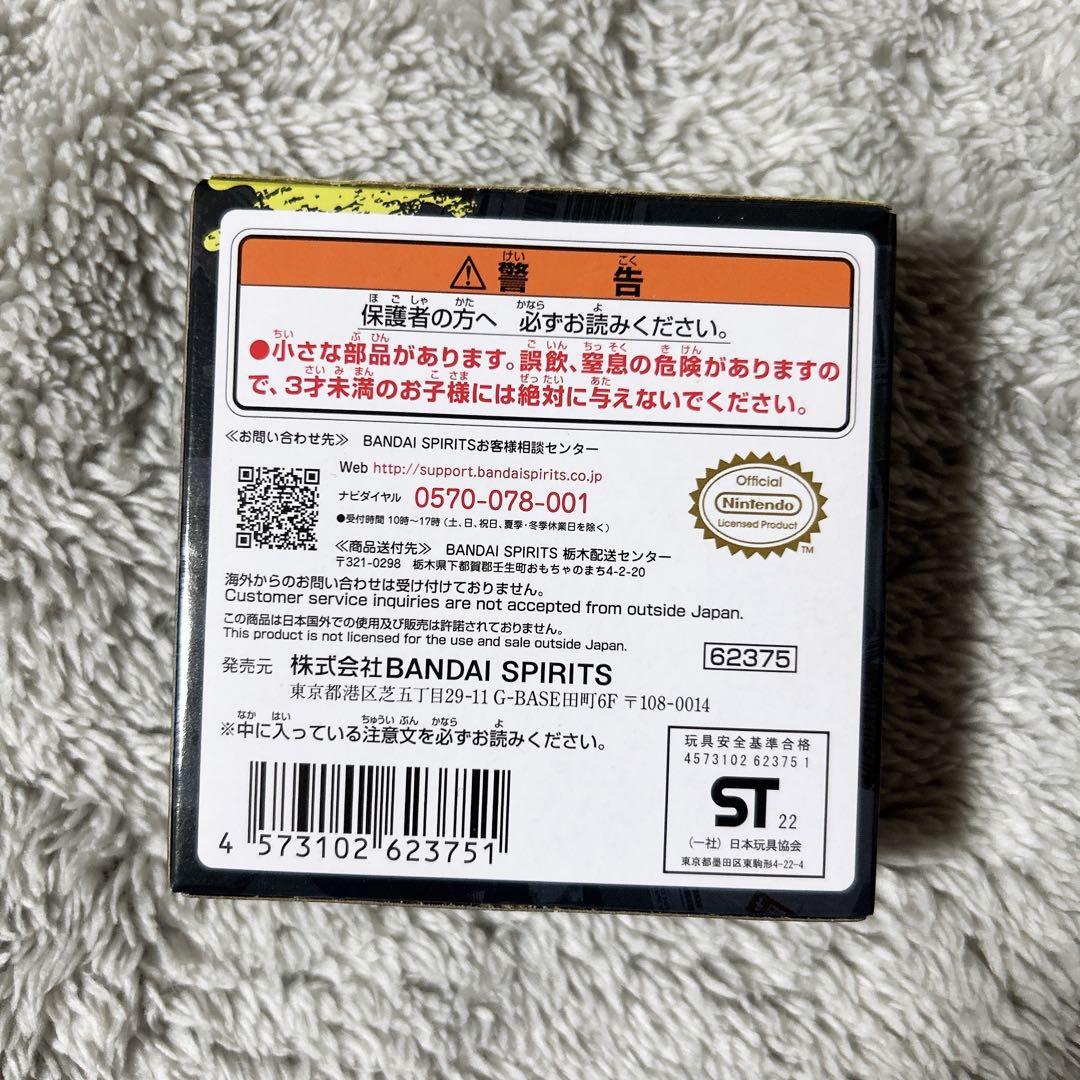 ⚠警告
保護者の方へ 必ずお読みください。
●小さな部品があります。誤飲、窒息の危険がありますの
で、3才未満のお子様には絶対に与えないでください。
≪お問い合わせ先≫ BANDAI SPIRITSお客様相談センター
Web http://support.bandaispirits.co.jp
ナビダイヤル 0570-078-001
●受付時間 10時〜17時(土、日、祝日、夏季・冬季休業日を除く)
≪商品送付先≫ BANDAI SPIRITS 栃木配送センター
〒321-0298 栃木県下都賀郡壬生町おもちゃのまち4-2-20
Official
Nintendo
Licensed Product
TM
海外からのお問い合わせは受け付けておりません。
Customer service inquiries are not accepted from outside Japan.
この商品は日本国外での使用及び販売は許諾されておりません。
This product is not licensed for the use and sale outside Japan.
62375
発売元 株式会社BANDAI SPIRITS
東京都港区芝五丁目29-11 G-BASE田町6F 〒108-0014
※中に入っている注意文を必ずお読みください。
4 573102 623751
玩具安全基準合格
4573102 62375 1
ST 22
(一社)日本玩具協会
東京都墨田区東駒形4-22-4